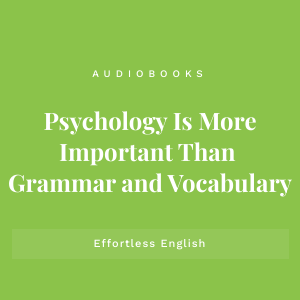 AUDIOBOOKS
Psychology Is More
Important Than
Grammar and Vocabulary
Effortless English